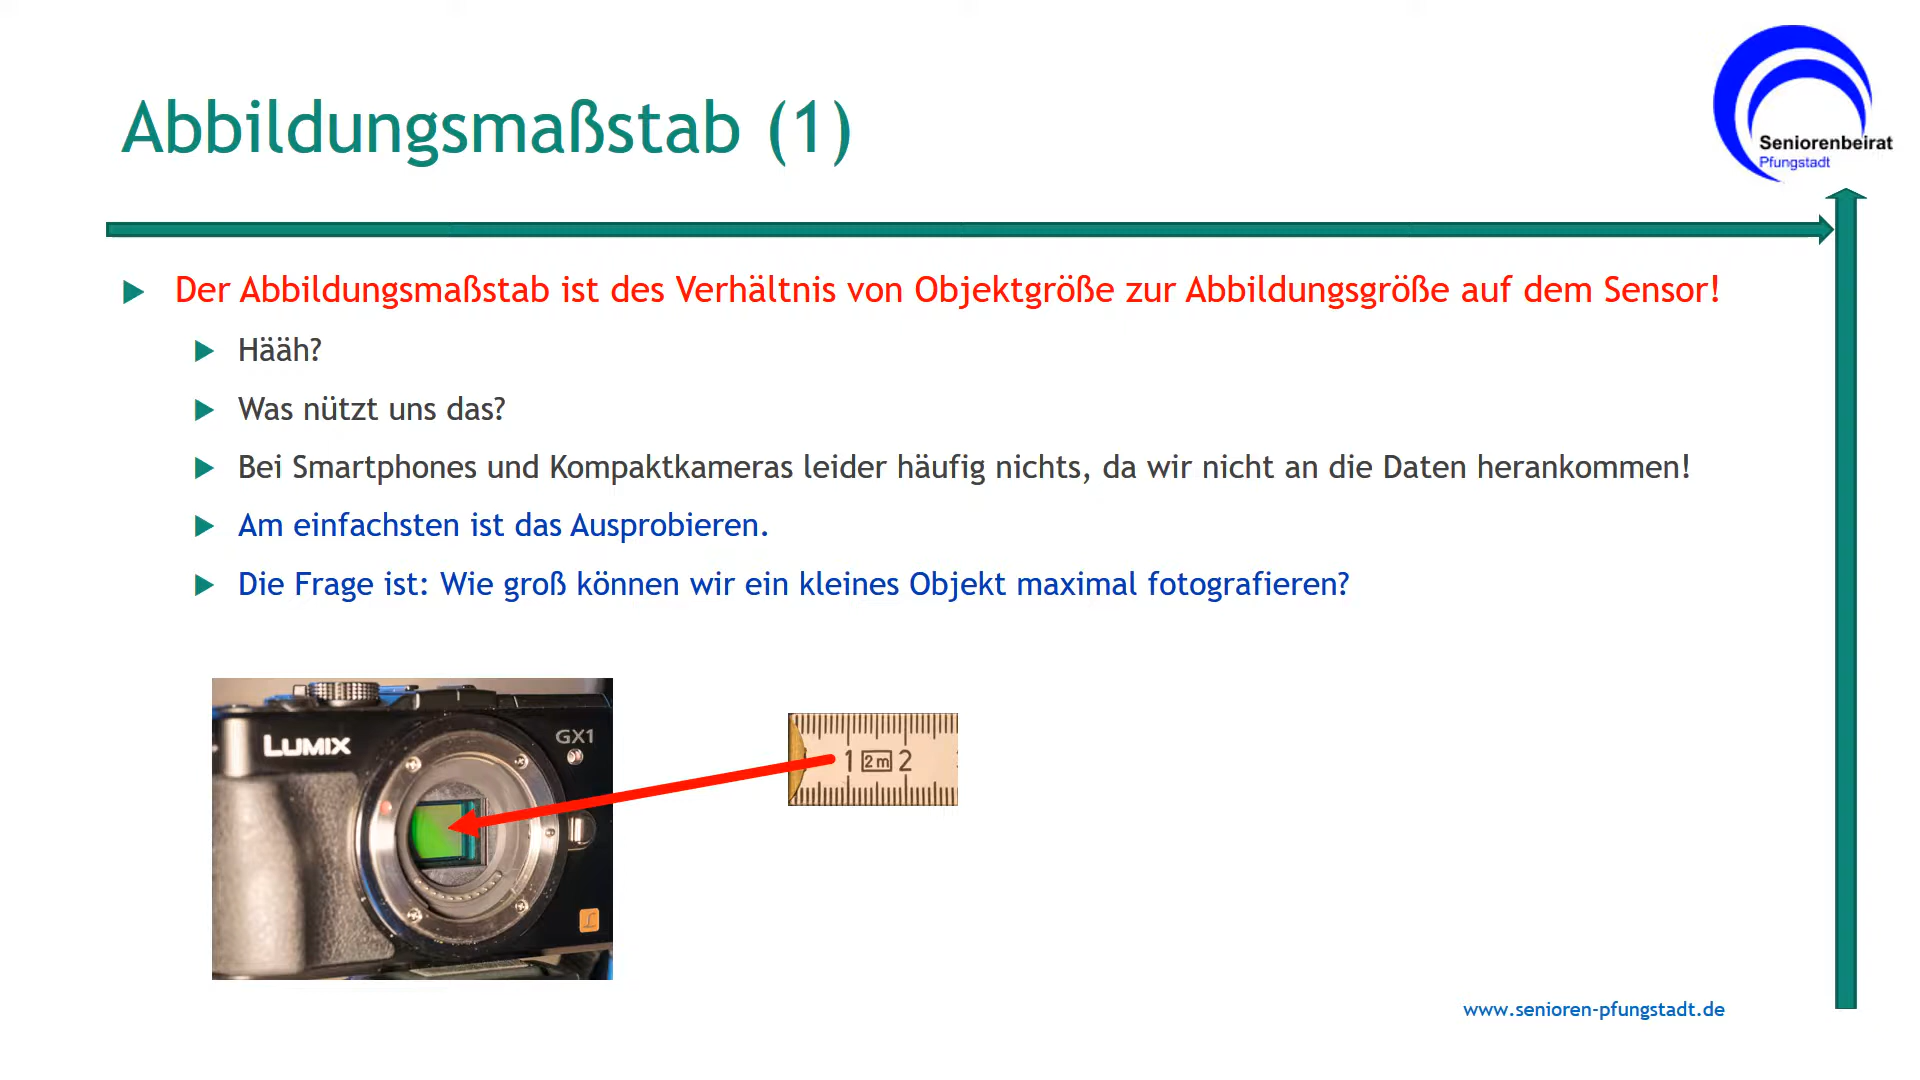 Abbildungsmaßstab (1)
Seniorenbeirat
Pfungstadt
Der Abbildungsmaßstab ist des Verhältnis von Objektgröße zur Abbildungsgröße auf dem Sensor!
Hääh?
Was nützt uns das?
Bei Smartphones und Kompaktkameras leider häufig nichts, da wir nicht an die Daten herankommen!
Am einfachsten ist das Ausprobieren.
Die Frage ist: Wie groß können wir ein kleines Objekt maximal fotografieren?
LUMIX
GX1
1 2m 2
www.senioren-pfungstadt.de